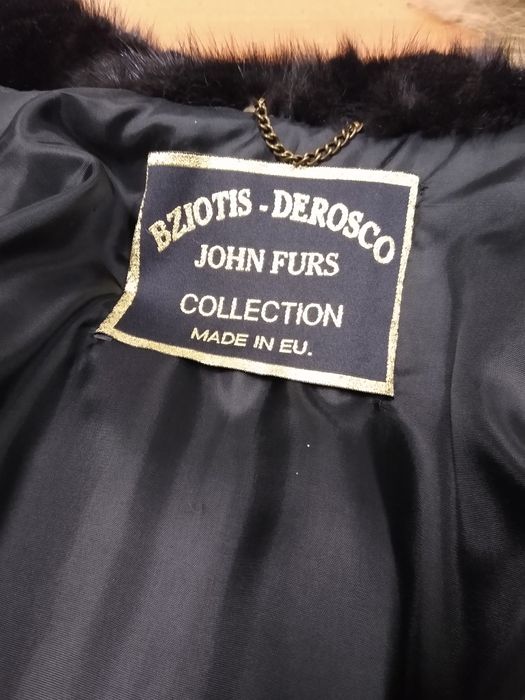 BZIOTIS - DEROSCO
JOHN FURS
COLLECTION
MADE IN EU.